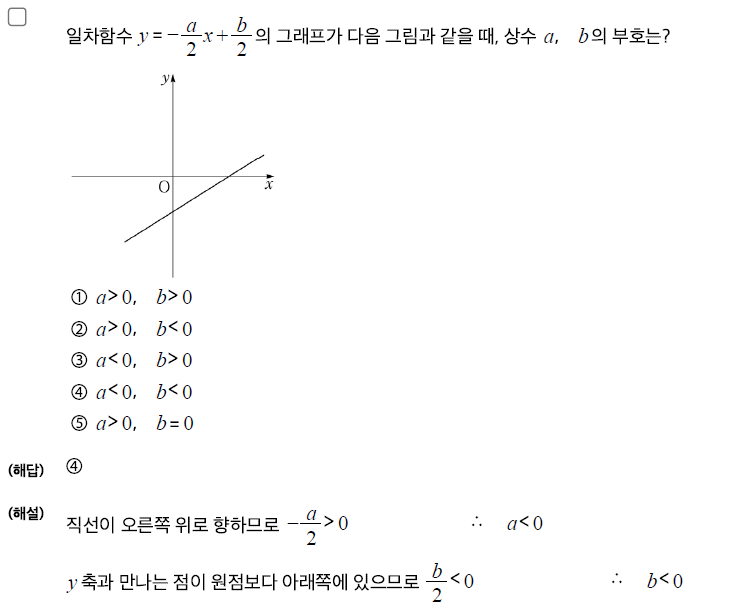 일차함수 y = -a/2 x + b/2 의 그래프가 다음 그림과 같을 때, 상수 a, b의 부호는?
y
O
x
① a > 0, b > 0
② a > 0, b < 0
③ a < 0, b > 0
④ a < 0, b < 0
⑤ a > 0, b = 0
(해답) ④
(해설) 직선이 오른쪽 위로 향하므로 -a/2 > 0 ∴ a < 0
y축과 만나는 점이 원점보다 아래쪽에 있으므로 b/2 < 0 ∴ b < 0